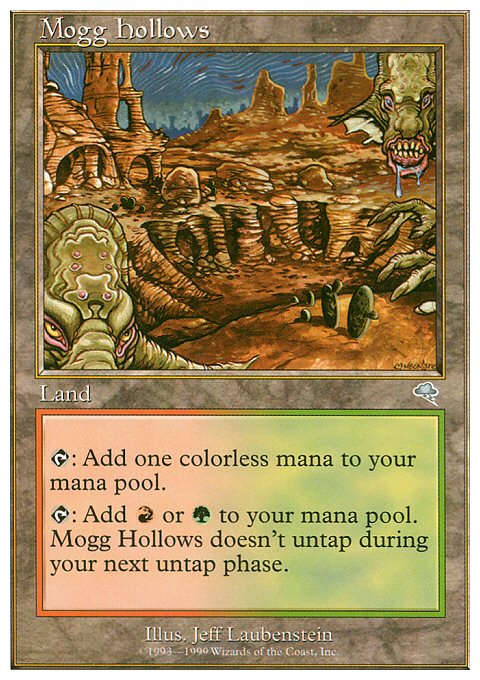 Mogg Hollows
Land
: Add one colorless mana to your
mana pool.
: Add or to your mana pool.
Mogg Hollows doesn't untap during
your next untap phase.
Illus. Jeff Laubenstein
©1993–1999 Wizards of the Coast, Inc.